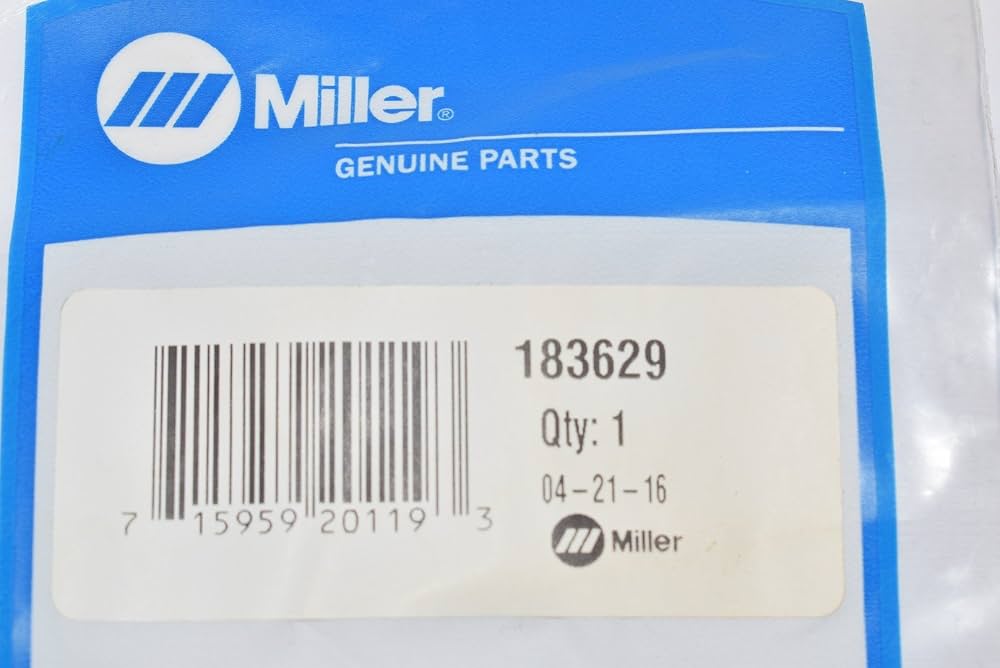 Miller®
GENUINE PARTS
183629
Qty: 1
04-21-16
Miller
7 15959 20119 3